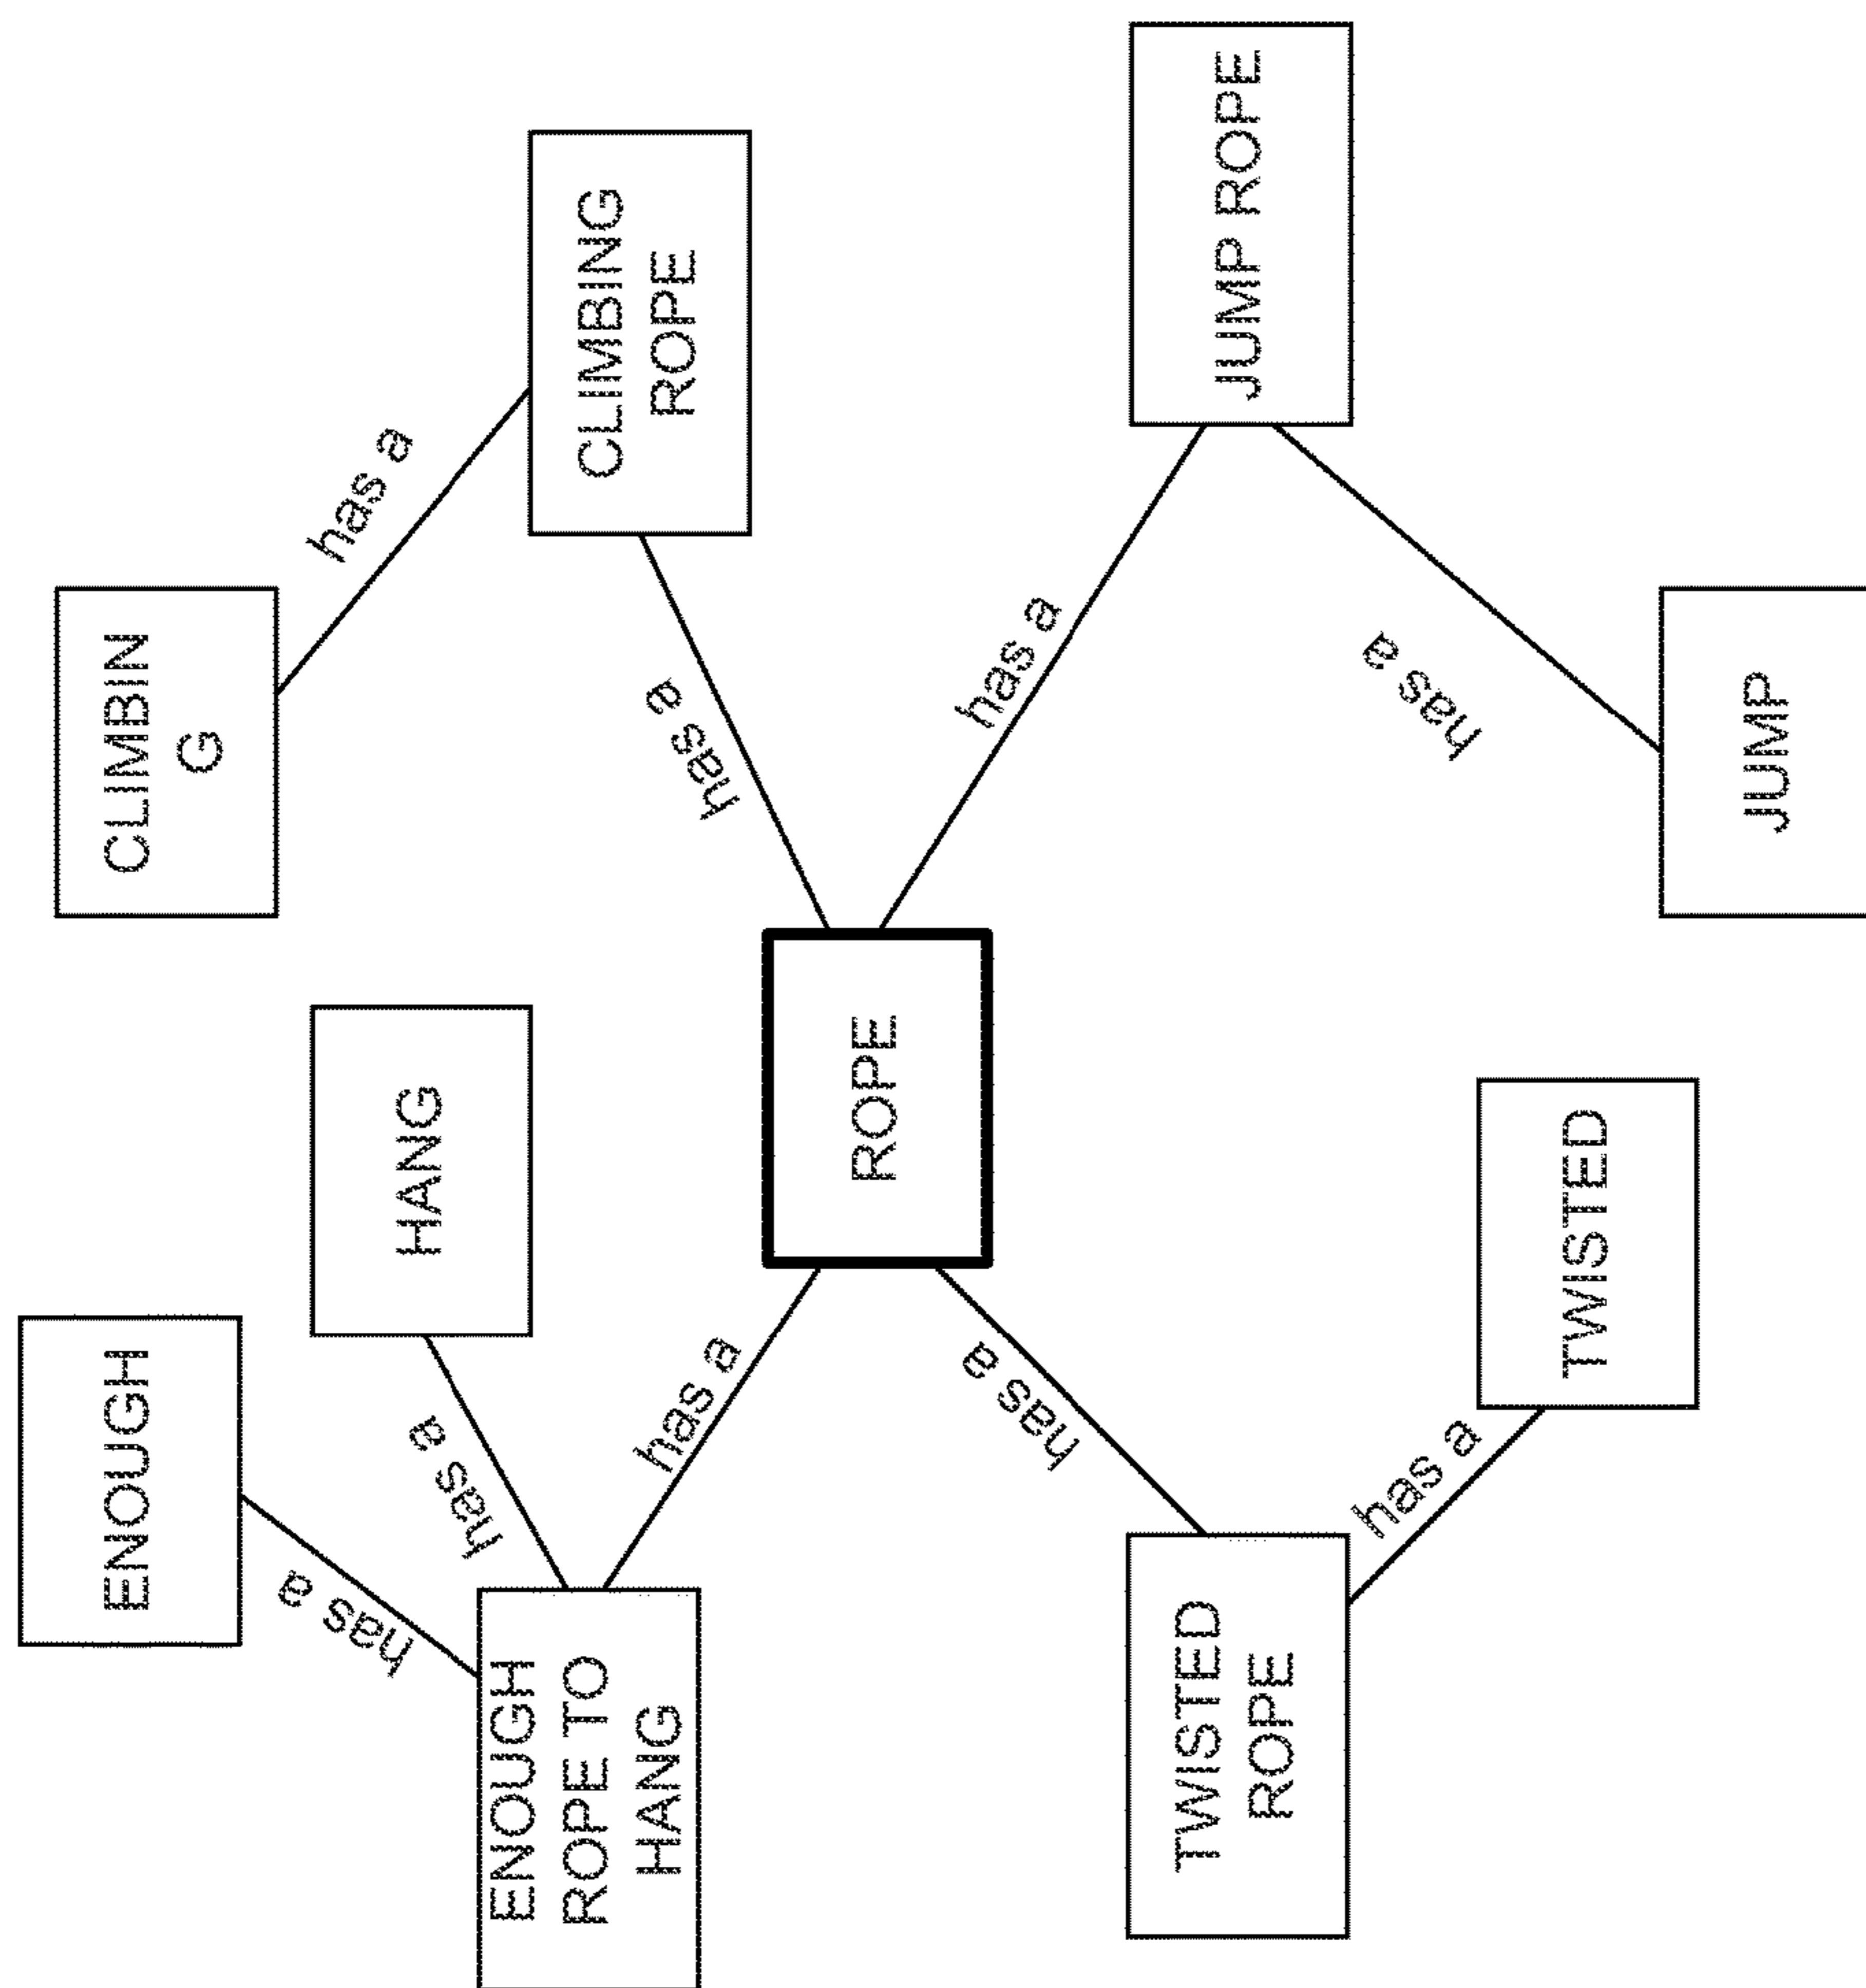 ENOUGH
has a
HANG
has a
ENOUGH
ROPE TO
HANG
has a
CLIMBIN
G
has a
CLIMBING
ROPE
has a
ROPE
has a
JUMP ROPE
has a
JUMP
has a
TWISTED
ROPE
has a
TWISTED